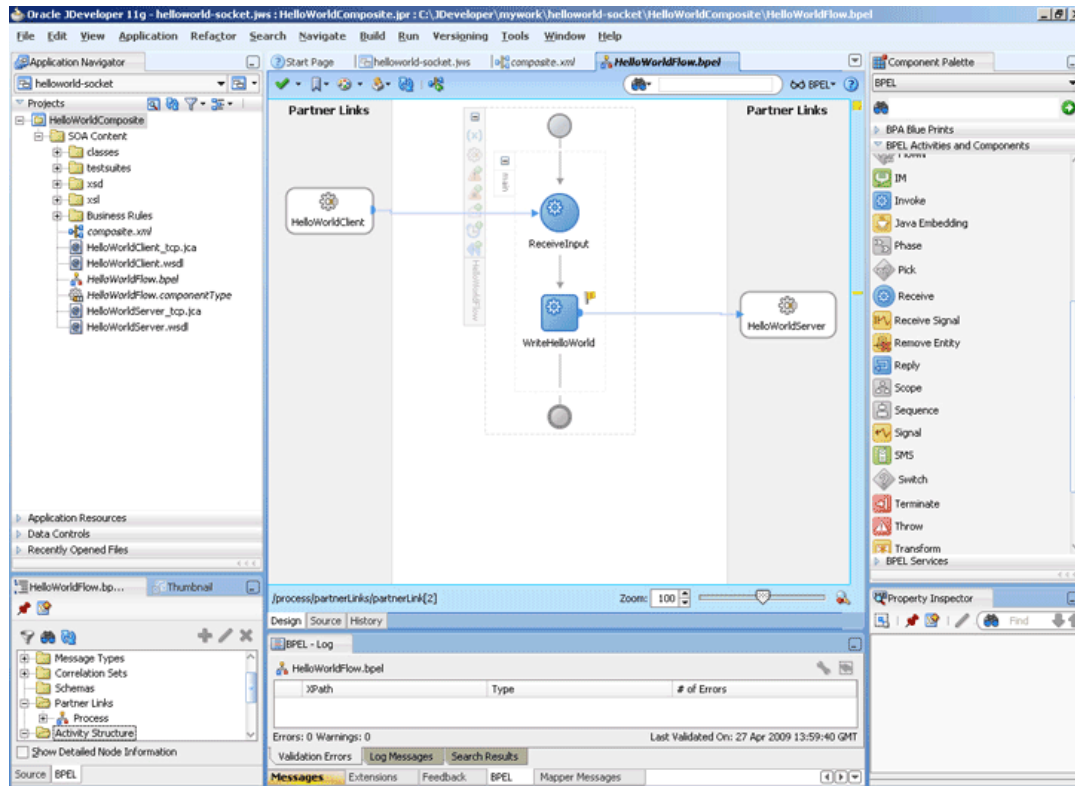 Oracle JDeveloper 11g - helloworld-socket.jws : HelloWorldComposite.jpr : C:\JDeveloper\mywork\helloworld-socket\HelloWorldComposite\HelloWorldFlow.bpel
File Edit View Application Refactor Search Navigate Build Run Versioning Tools Window Help
Application Navigator
helloworld-socket
Projects
HelloWorldComposite
SOA Content
classes
testsuites
xsd
xsl
Business Rules
composite.xml
HelloWorldClient_tcp.jca
HelloWorldClient.wsdl
HelloWorldFlow.bpel
HelloWorldFlow.componentType
HelloWorldServer_tcp.jca
HelloWorldServer.wsdl
Application Resources
Data Controls
Recently Opened Files
HelloWorldFlow.bp... Thumbnail
Message Types
Correlation Sets
Schemas
Partner Links
Process
Activity Structure
Show Detailed Node Information
Source BPEL
Start Page helloworld-socket.jws composite.xml HelloWorldFlow.bpel
BPEL
Partner Links Partner Links
main
HelloWorldClient
ReceiveInput
HelloWorldFlow
HelloWorldServer
WriteHelloWorld
/process/partnerLinks/partnerLink[2] Zoom: 100
Design Source History
BPEL - Log
HelloWorldFlow.bpel
XPath Type # of Errors
Errors: 0 Warnings: 0 Last Validated On: 27 Apr 2009 13:59:40 GMT
Validation Errors Log Messages Search Results
Messages Extensions Feedback BPEL Mapper Messages
Component Palette
BPEL
BPA Blue Prints
BPEL Activities and Components
IM
Invoke
Java Embedding
Phase
Pick
Receive
Receive Signal
Remove Entity
Reply
Scope
Sequence
Signal
SMS
Switch
Terminate
Throw
Transform
BPEL Services
Property Inspector
Find